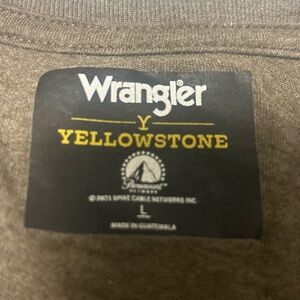 Wrangler
Y
YELLOWSTONE
Paramount
NETWORK
© 2021 SPIKE CABLE NETWORKS INC.
L
MADE IN GUATEMALA